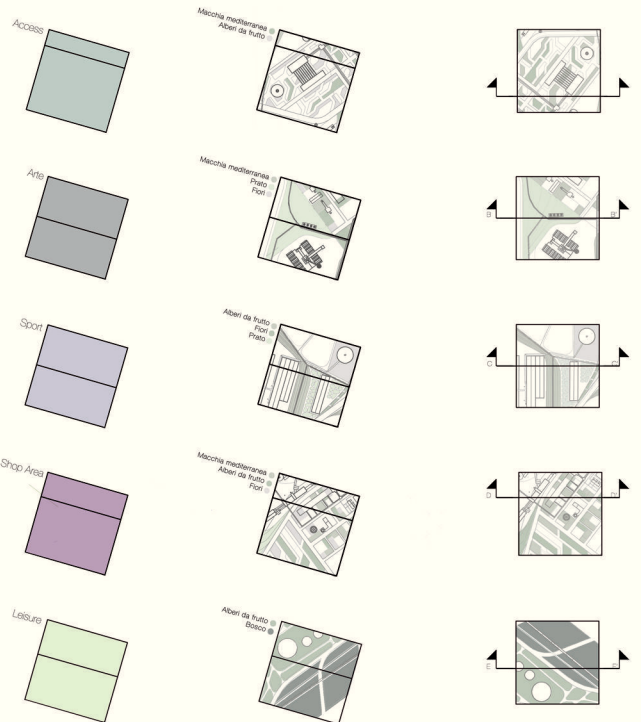 Access
Macchia mediterranea
Alberi da frutto
Arte
Macchia mediterranea
Prato
Fiori
B
B'
Sport
Alberi da frutto
Fiori
Prato
C
Shop Area
Macchia mediterranea
Alberi da frutto
Fiori
D
D'
Leisure
Alberi da frutto
Bosco
E